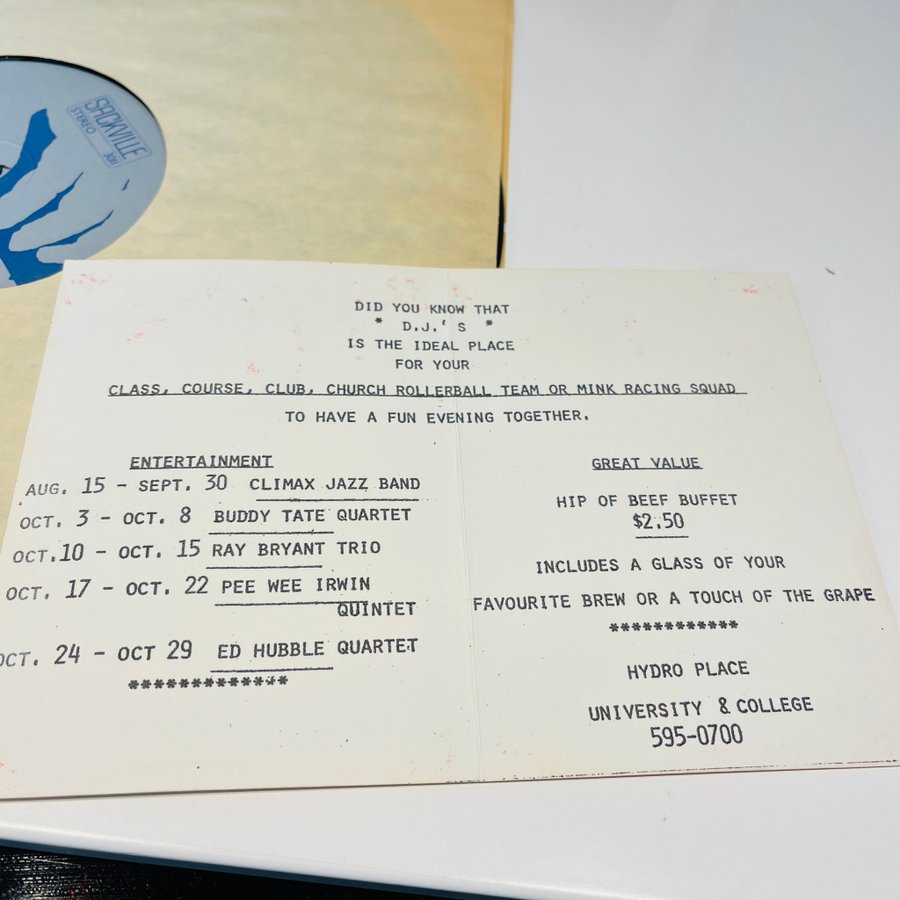 SACKVILLE
STEREO 3011
DID YOU KNOW THAT
* D.J.'S *
IS THE IDEAL PLACE
FOR YOUR
CLASS, COURSE, CLUB, CHURCH ROLLERBALL TEAM OR MINK RACING SQUAD
TO HAVE A FUN EVENING TOGETHER.
ENTERTAINMENT
AUG. 15 - SEPT. 30 CLIMAX JAZZ BAND
OCT. 3 - OCT. 8 BUDDY TATE QUARTET
OCT.10 - OCT. 15 RAY BRYANT TRIO
OCT. 17 - OCT. 22 PEE WEE IRWIN
QUINTET
OCT. 24 - OCT 29 ED HUBBLE QUARTET
*************
GREAT VALUE
HIP OF BEEF BUFFET
$2.50
INCLUDES A GLASS OF YOUR
FAVOURITE BREW OR A TOUCH OF THE GRAPE
************
HYDRO PLACE
UNIVERSITY & COLLEGE
595-0700